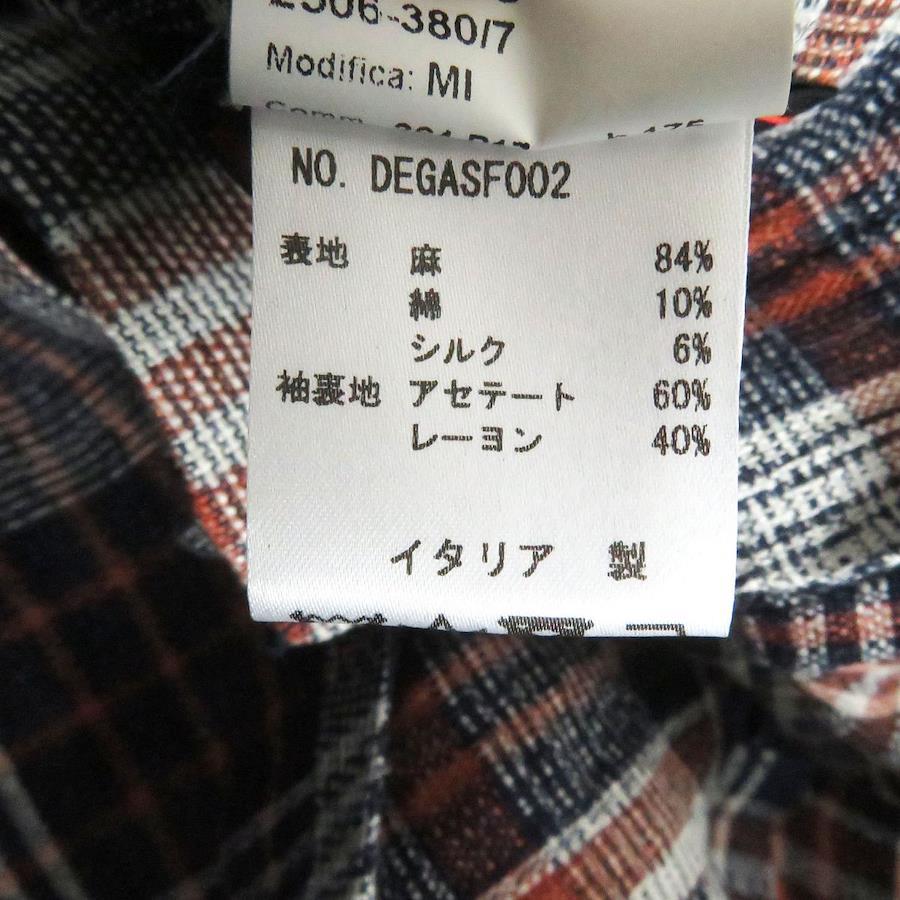 2506-380/7
Modifica: MI
NO. DEGASF002
表地 麻 84%
綿 10%
シルク 6%
袖裏地 アセテート 60%
レーヨン 40%
イタリア 製